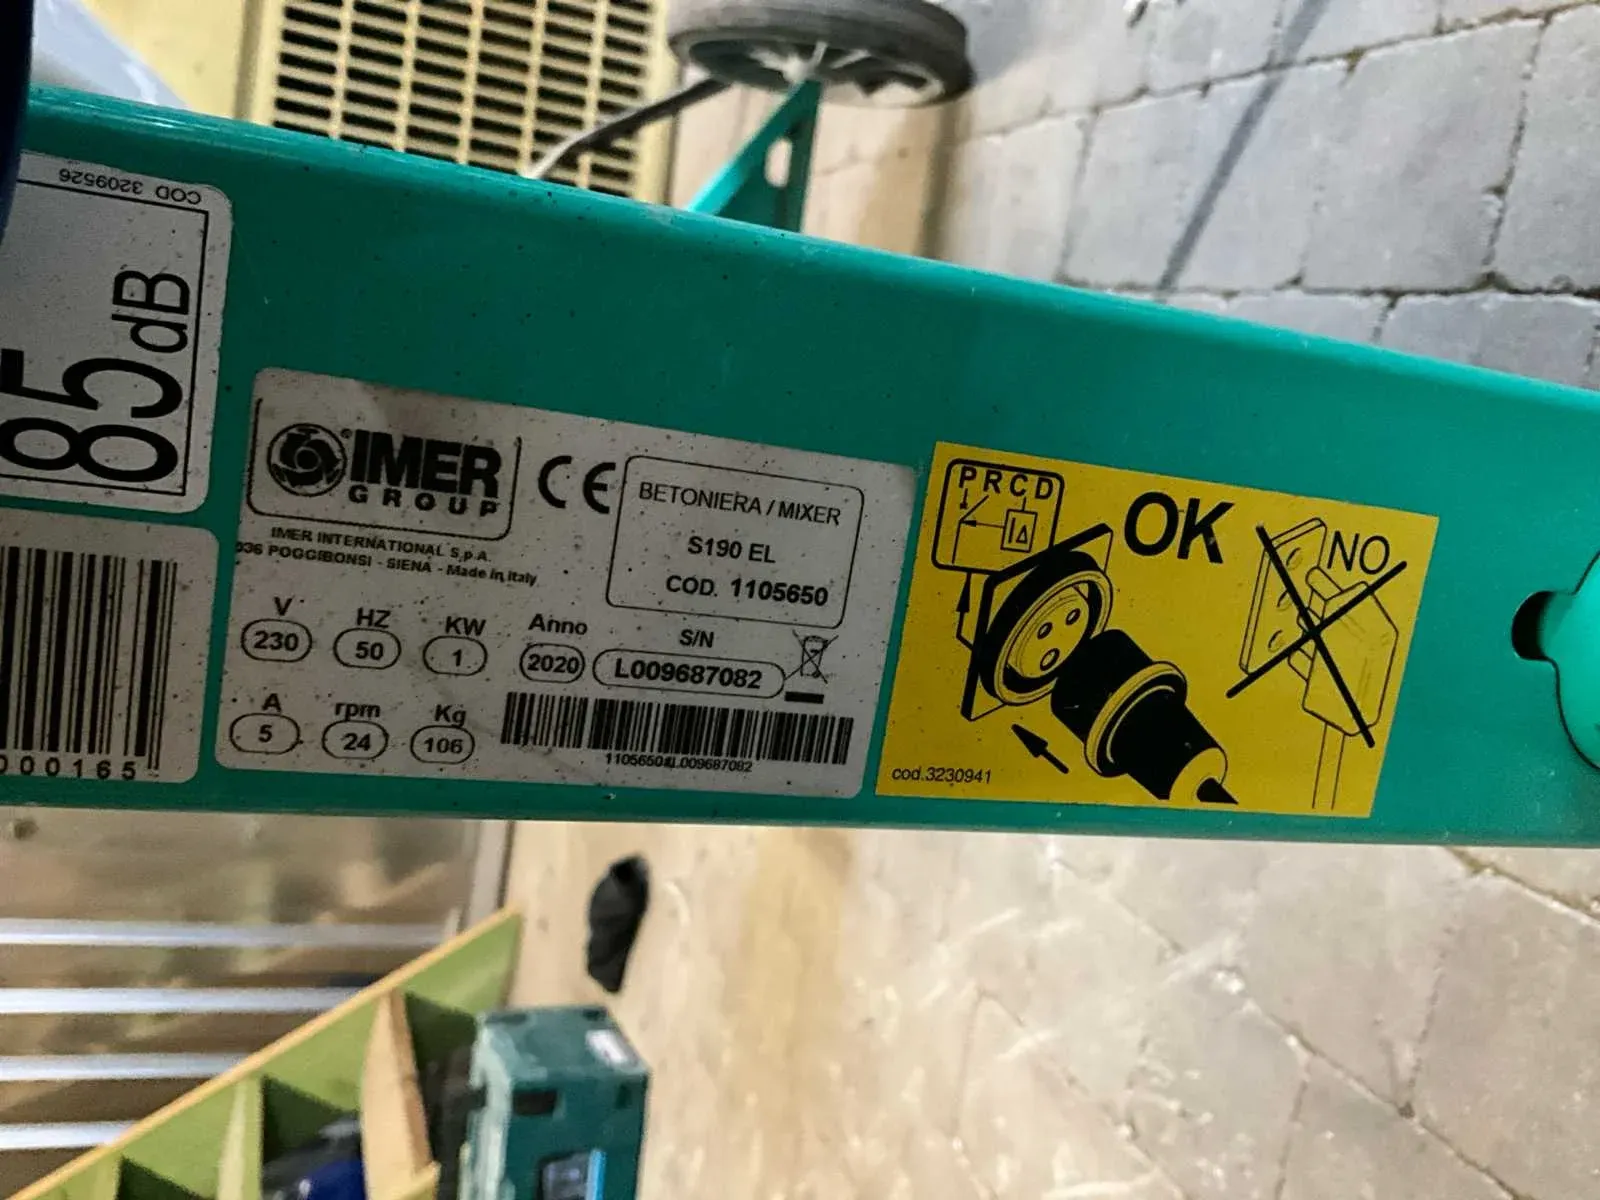 COD 3209526
85dB
000165
IMER
GROUP
IMER INTERNATIONAL S.p.A.
036 POGGIBONSI - SIENA - Made in Italy
CE
BETONIERA / MIXER
S190 EL
COD. 1105650
V
230
HZ
50
KW
1
Anno
2020
S/N
L009687082
A
5
rpm
24
Kg
106
PRCD
I∆
OK
NO
cod.3230941